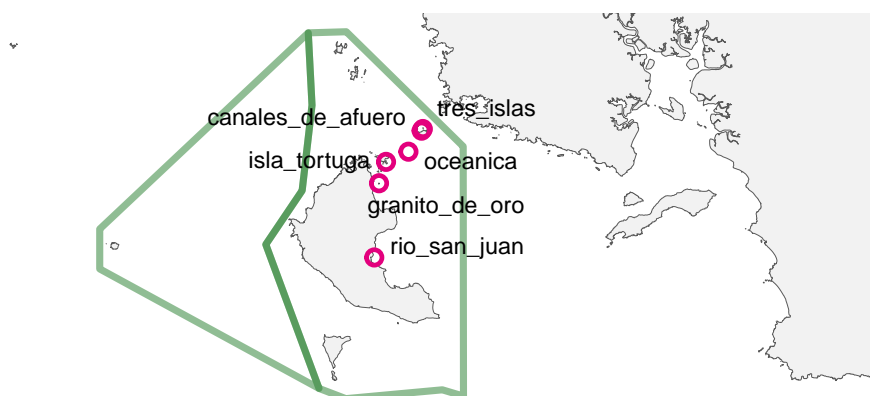 tres_islas
canales_de_afuero
isla_tortuga
oceanica
granito_de_oro
rio_san_juan